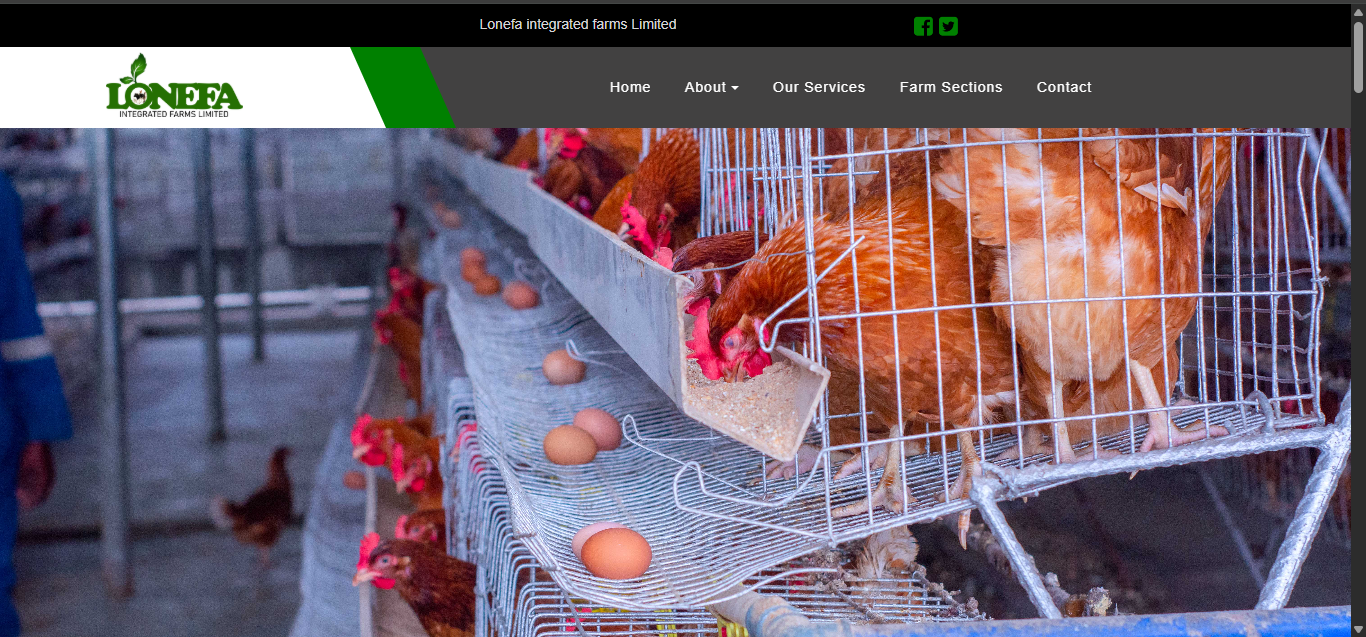 Lonefa integrated farms Limited
LONEFA
INTEGRATED FARMS LIMITED
Home About Our Services Farm Sections Contact